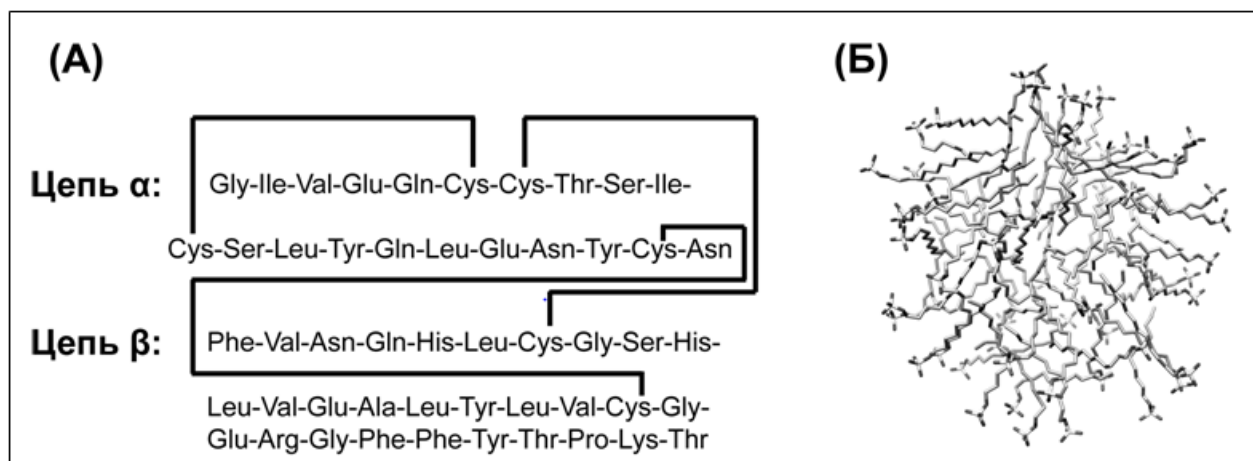 (А)
(Б)
Цепь α:
Gly-Ile-Val-Glu-Gln-Cys-Cys-Thr-Ser-Ile-
Cys-Ser-Leu-Tyr-Gln-Leu-Glu-Asn-Tyr-Cys-Asn
Цепь β:
Phe-Val-Asn-Gln-His-Leu-Cys-Gly-Ser-His-
Leu-Val-Glu-Ala-Leu-Tyr-Leu-Val-Cys-Gly-
Glu-Arg-Gly-Phe-Phe-Tyr-Thr-Pro-Lys-Thr